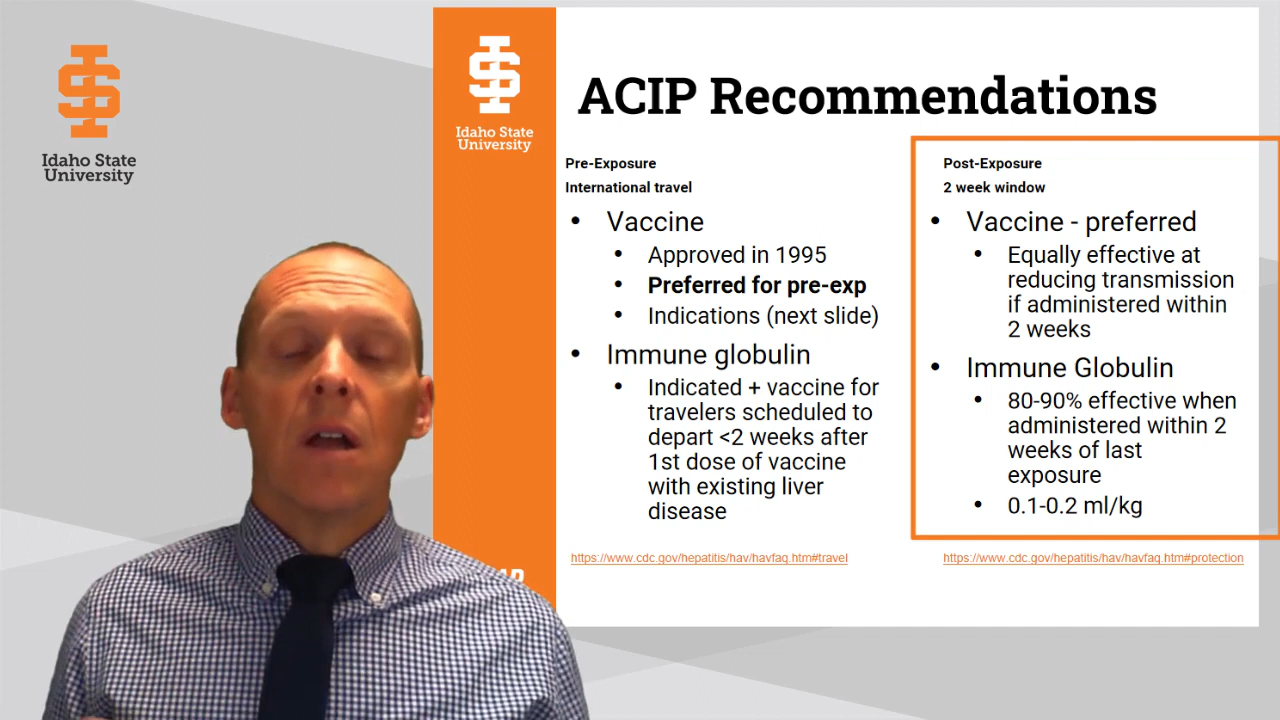 Idaho State
University
Idaho State
University
ACIP Recommendations
Pre-Exposure
International travel
• Vaccine
• Approved in 1995
• Preferred for pre-exp
• Indications (next slide)
• Immune globulin
• Indicated + vaccine for
travelers scheduled to
depart <2 weeks after
1st dose of vaccine
with existing liver
disease
https://www.cdc.gov/hepatitis/hav/havfaq.htm#travel
Post-Exposure
2 week window
• Vaccine - preferred
• Equally effective at
reducing transmission
if administered within
2 weeks
• Immune Globulin
• 80-90% effective when
administered within 2
weeks of last
exposure
• 0.1-0.2 ml/kg
https://www.cdc.gov/hepatitis/hav/havfaq.htm#protection